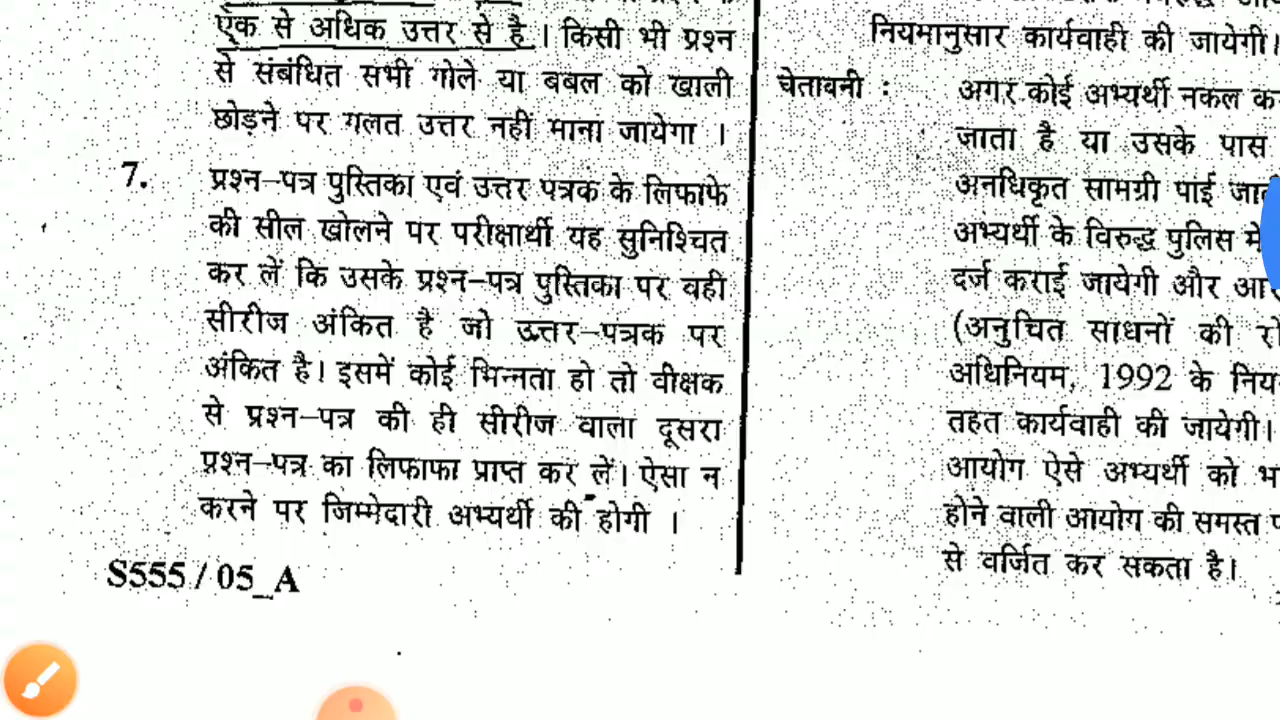 ऐक से अधिक उत्तर से है। किसी भी प्रश्न
से संबंधित सभी गोले या बबल को खाली
छोड़ने पर गलत उत्तर नही माना जायेगा ।
7. प्रश्न-पत्र पुस्तिका एवं उत्तर पत्रक के लिफाफे
की सील खोलने पर परीक्षार्थी यह सुनिश्चित
कर लें कि उसके प्रश्न-पत्र पुस्तिका पर वही
सीरीज अंकित है जो उत्तर-पत्रक पर
अंकित है। इसमें कोई भिन्नता हो तो वीक्षक
से प्रश्न-पत्र की ही सीरीज वाला दूसरा
प्रश्न-पत्र का लिफाफा प्राप्त कर लें। ऐसा न
करने पर जिम्मेदारी अभ्यर्थी की होगी ।
S555 / 05_A
नियमानुसार कार्यवाही की जायेगी।
चेतावनी : अगर कोई अभ्यर्थी नकल
जाता है या उसके पास
अनधिकृत सामग्री पाई
अभ्यर्थी के विरुद्ध पुलिस में
दर्ज कराई जायेगी और
(अनुचित साधनों की
अधिनियम, 1992 के
तहत कार्यवाही की जायेगी।
आयोग ऐसे अभ्यर्थी को
होने वाली आयोग की समस्त
से वर्जित कर सकता है।